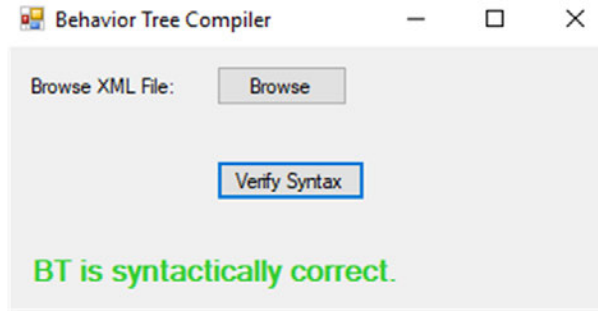 Behavior Tree Compiler
Browse XML File: Browse
Verify Syntax
BT is syntactically correct.